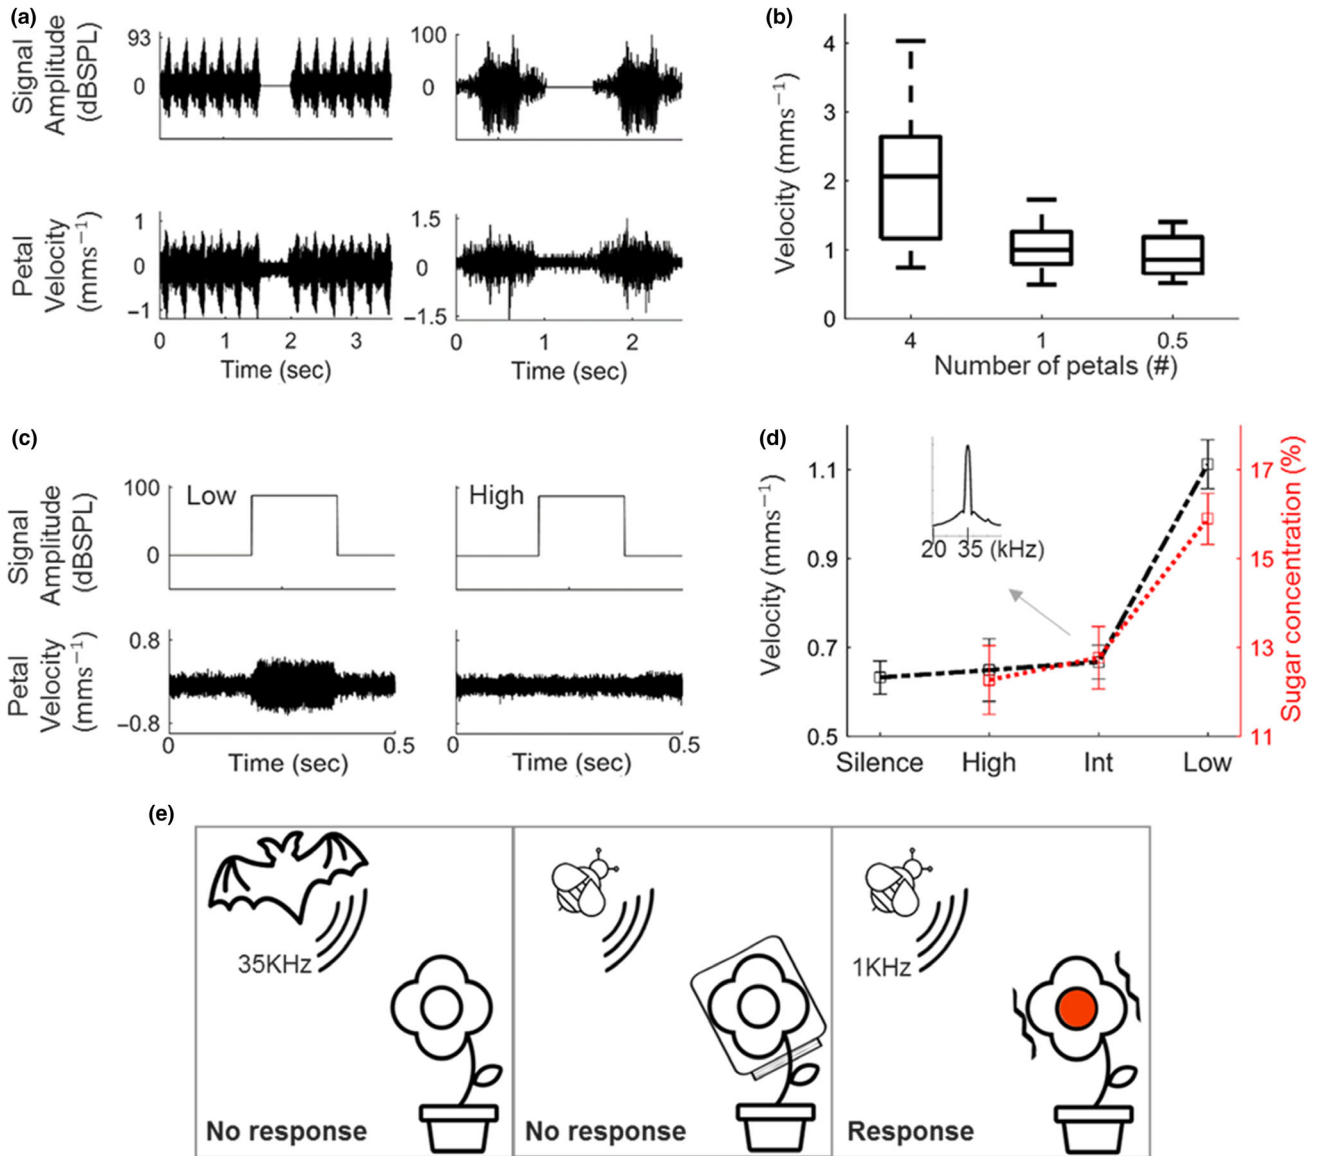 (a)
Signal
Amplitude
(dBSPL)
93
0
100
0
Petal
Velocity
(mms⁻¹)
1
0
−1
0 1 2 3
Time (sec)
1.5
0
−1.5
0 1 2
Time (sec)
(b)
Velocity (mms⁻¹)
4
3
2
1
0
4 1 0.5
Number of petals (#)
(c)
Signal
Amplitude
(dBSPL)
100
0
Low
High
Petal
Velocity
(mms⁻¹)
0.8
−0.8
0 0.5
Time (sec)
0 0.5
Time (sec)
(d)
Velocity (mms⁻¹)
1.1
0.9
0.7
0.5
20 35 (kHz)
17
15
13
11
Sugar concentration (%)
Silence High Int Low
(e)
35KHz
No response
No response
1KHz
Response